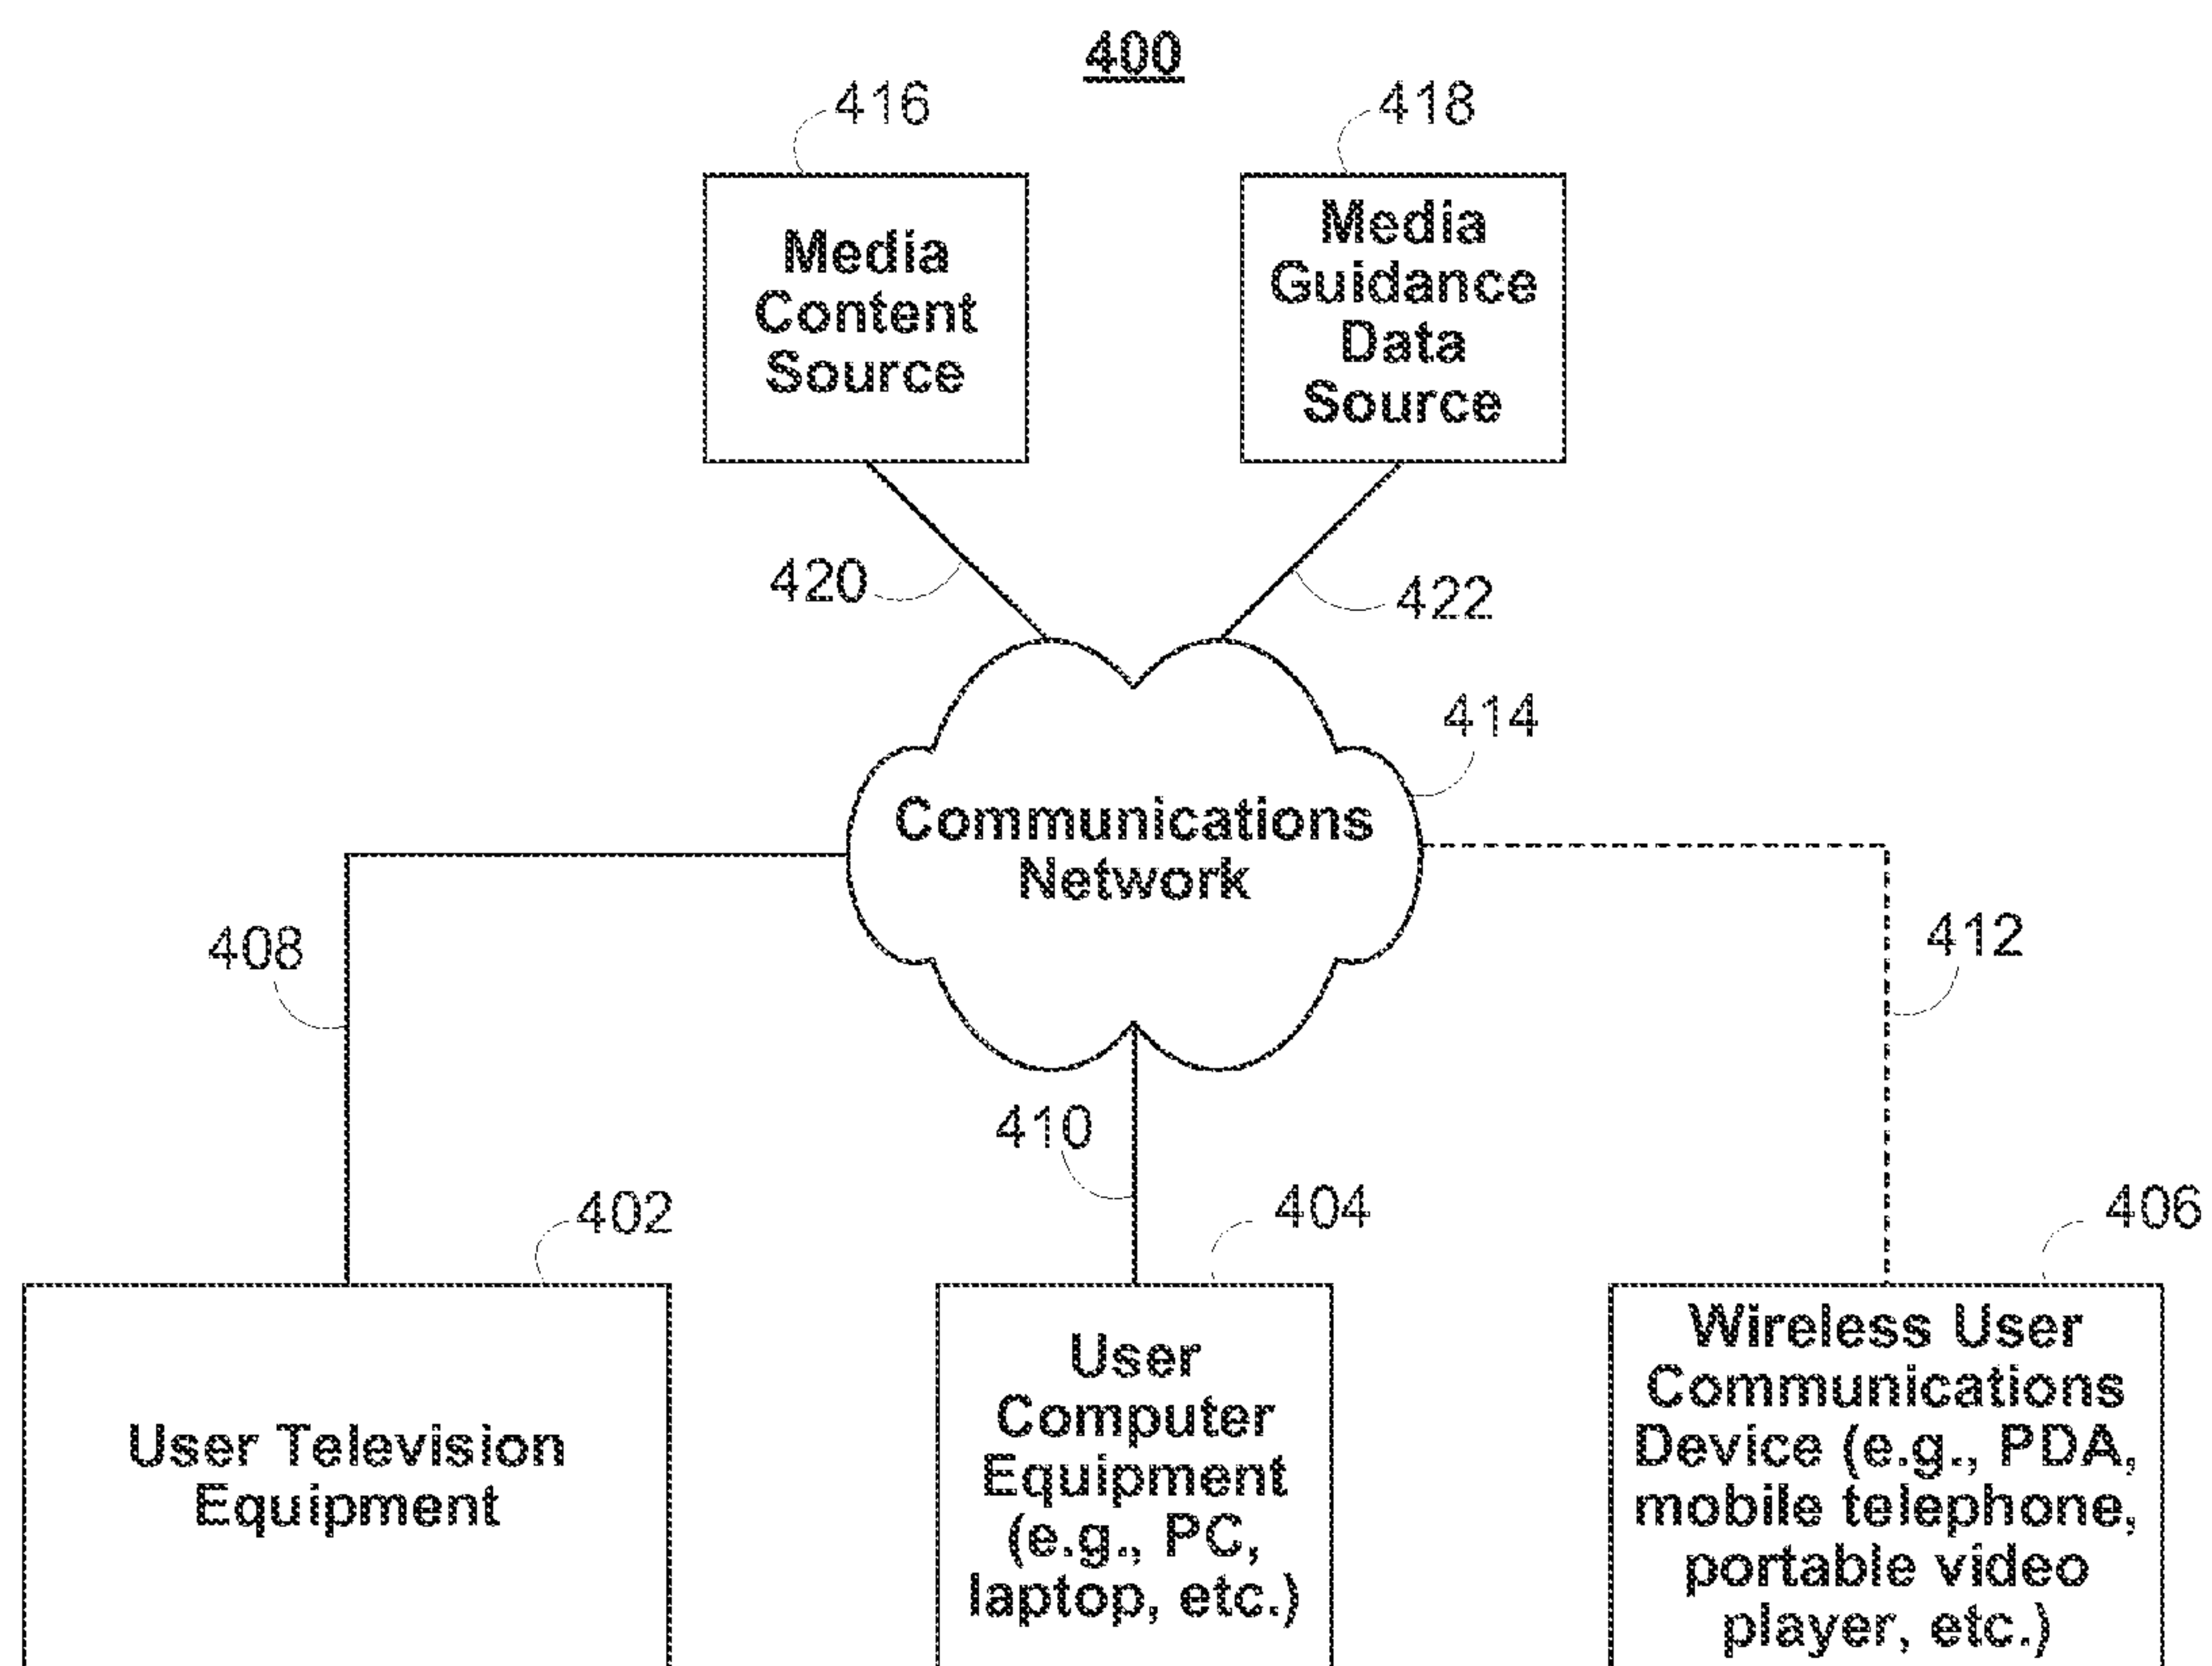 400
416
418
Media
Content
Source
Media
Guidance
Data
Source
420
422
414
Communications
Network
408
412
410
402
404
406
User Television
Equipment
User
Computer
Equipment
(e.g., PC,
laptop, etc.)
Wireless User
Communications
Device (e.g., PDA,
mobile telephone,
portable video
player, etc.)